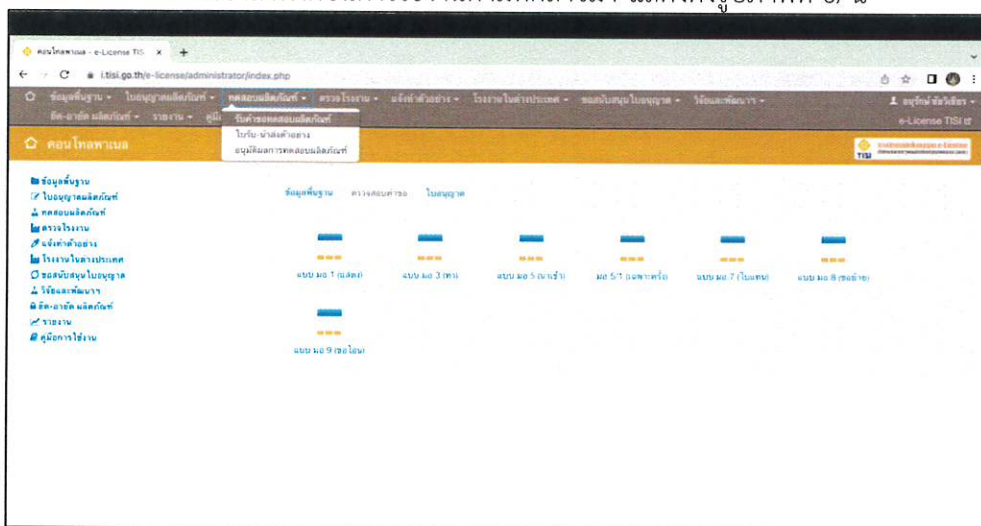 คอนโทลพาเนล - e-License TIS
i.tisi.go.th/e-license/administrator/index.php
ข้อมูลพื้นฐาน ใบอนุญาตผลิตภัณฑ์ ทดสอบผลิตภัณฑ์ ตรวจโรงงาน แจ้งทำตัวอย่าง โรงงานในต่างประเทศ ขอสนับสนุนใบอนุญาต วิจัยและพัฒนาฯ
ยึด-อายัด ผลิตภัณฑ์ รายงาน e-License TISI
รับคำขอทดสอบผลิตภัณฑ์
ใบรับ-นำส่งตัวอย่าง
อนุมัติผลการทดสอบผลิตภัณฑ์
คอนโทลพาเนล
TISI
ข้อมูลพื้นฐาน
ใบอนุญาตผลิตภัณฑ์
ทดสอบผลิตภัณฑ์
ตรวจโรงงาน
แจ้งทำตัวอย่าง
โรงงานในต่างประเทศ
ขอสนับสนุนใบอนุญาต
วิจัยและพัฒนาฯ
ยึด-อายัด ผลิตภัณฑ์
รายงาน
คู่มือการใช้งาน
ข้อมูลพื้นฐาน ตรวจสอบคำขอ ใบอนุญาต
แบบ มอ 1 (แสดง) แบบ มอ 3 (ทำ) แบบ มอ 5 (นำเข้า) มอ 5/1 (เฉพาะครั้ง) แบบ มอ 7 (ใบแทน) แบบ มอ 8 (ขอย้าย)
แบบ มอ 9 (ขอโอน)